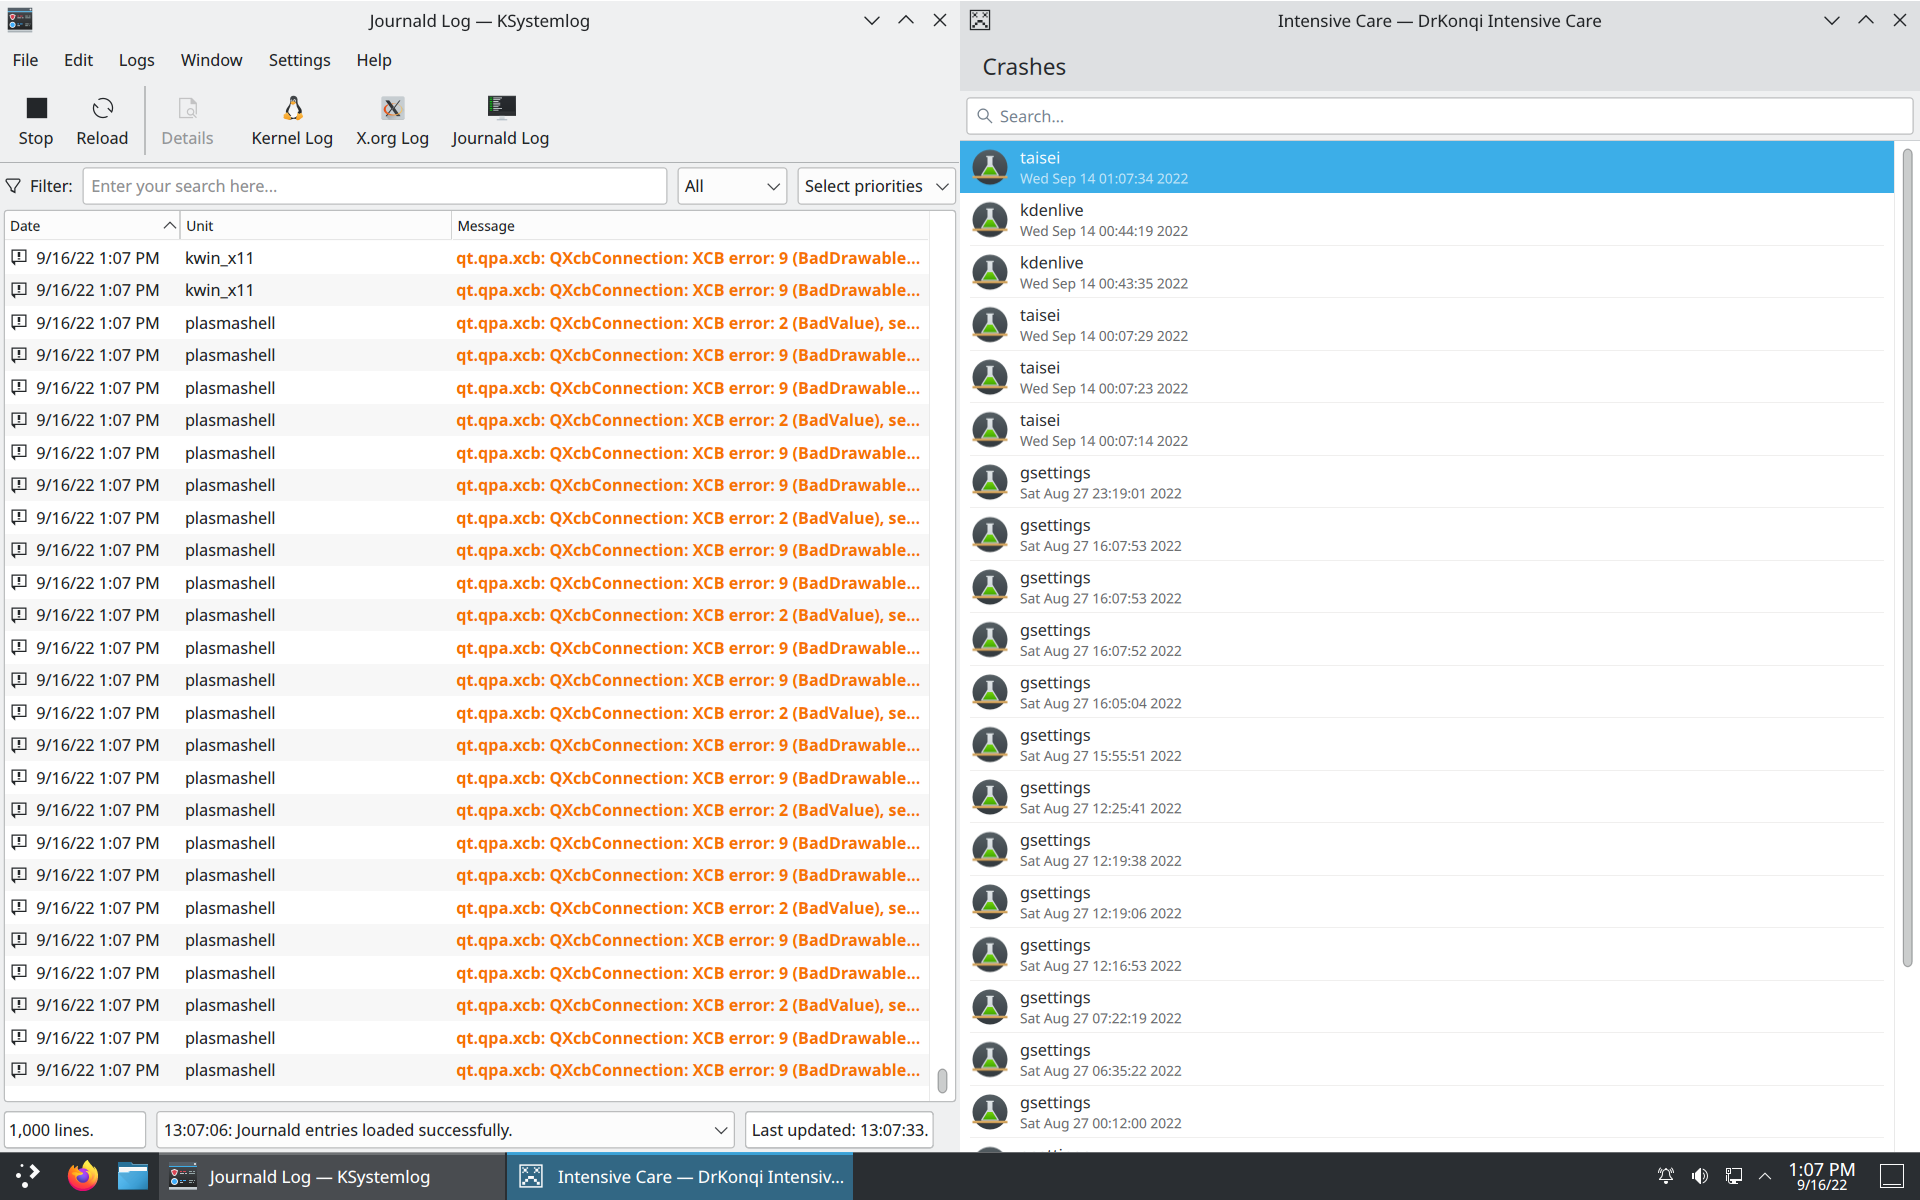 Journald Log — KSystemlog
File Edit Logs Window Settings Help
Stop Reload Details Kernel Log X.org Log Journald Log
Filter: Enter your search here... All Select priorities
Date Unit Message
9/16/22 1:07 PM kwin_x11 qt.qpa.xcb: QXcbConnection: XCB error: 9 (BadDrawable...
9/16/22 1:07 PM kwin_x11 qt.qpa.xcb: QXcbConnection: XCB error: 9 (BadDrawable...
9/16/22 1:07 PM plasmashell qt.qpa.xcb: QXcbConnection: XCB error: 2 (BadValue), se...
9/16/22 1:07 PM plasmashell qt.qpa.xcb: QXcbConnection: XCB error: 9 (BadDrawable...
9/16/22 1:07 PM plasmashell qt.qpa.xcb: QXcbConnection: XCB error: 9 (BadDrawable...
9/16/22 1:07 PM plasmashell qt.qpa.xcb: QXcbConnection: XCB error: 2 (BadValue), se...
9/16/22 1:07 PM plasmashell qt.qpa.xcb: QXcbConnection: XCB error: 9 (BadDrawable...
9/16/22 1:07 PM plasmashell qt.qpa.xcb: QXcbConnection: XCB error: 9 (BadDrawable...
9/16/22 1:07 PM plasmashell qt.qpa.xcb: QXcbConnection: XCB error: 2 (BadValue), se...
9/16/22 1:07 PM plasmashell qt.qpa.xcb: QXcbConnection: XCB error: 9 (BadDrawable...
9/16/22 1:07 PM plasmashell qt.qpa.xcb: QXcbConnection: XCB error: 9 (BadDrawable...
9/16/22 1:07 PM plasmashell qt.qpa.xcb: QXcbConnection: XCB error: 2 (BadValue), se...
9/16/22 1:07 PM plasmashell qt.qpa.xcb: QXcbConnection: XCB error: 9 (BadDrawable...
9/16/22 1:07 PM plasmashell qt.qpa.xcb: QXcbConnection: XCB error: 9 (BadDrawable...
9/16/22 1:07 PM plasmashell qt.qpa.xcb: QXcbConnection: XCB error: 2 (BadValue), se...
9/16/22 1:07 PM plasmashell qt.qpa.xcb: QXcbConnection: XCB error: 9 (BadDrawable...
9/16/22 1:07 PM plasmashell qt.qpa.xcb: QXcbConnection: XCB error: 9 (BadDrawable...
9/16/22 1:07 PM plasmashell qt.qpa.xcb: QXcbConnection: XCB error: 2 (BadValue), se...
9/16/22 1:07 PM plasmashell qt.qpa.xcb: QXcbConnection: XCB error: 9 (BadDrawable...
9/16/22 1:07 PM plasmashell qt.qpa.xcb: QXcbConnection: XCB error: 9 (BadDrawable...
9/16/22 1:07 PM plasmashell qt.qpa.xcb: QXcbConnection: XCB error: 2 (BadValue), se...
9/16/22 1:07 PM plasmashell qt.qpa.xcb: QXcbConnection: XCB error: 9 (BadDrawable...
9/16/22 1:07 PM plasmashell qt.qpa.xcb: QXcbConnection: XCB error: 9 (BadDrawable...
9/16/22 1:07 PM plasmashell qt.qpa.xcb: QXcbConnection: XCB error: 2 (BadValue), se...
9/16/22 1:07 PM plasmashell qt.qpa.xcb: QXcbConnection: XCB error: 9 (BadDrawable...
9/16/22 1:07 PM plasmashell qt.qpa.xcb: QXcbConnection: XCB error: 9 (BadDrawable...
1,000 lines. 13:07:06: Journald entries loaded successfully. Last updated: 13:07:33.
Intensive Care — DrKonqi Intensive Care
Crashes
Search...
taisei
Wed Sep 14 01:07:34 2022
kdenlive
Wed Sep 14 00:44:19 2022
kdenlive
Wed Sep 14 00:43:35 2022
taisei
Wed Sep 14 00:07:29 2022
taisei
Wed Sep 14 00:07:23 2022
taisei
Wed Sep 14 00:07:14 2022
gsettings
Sat Aug 27 23:19:01 2022
gsettings
Sat Aug 27 16:07:53 2022
gsettings
Sat Aug 27 16:07:53 2022
gsettings
Sat Aug 27 16:07:52 2022
gsettings
Sat Aug 27 16:05:04 2022
gsettings
Sat Aug 27 15:55:51 2022
gsettings
Sat Aug 27 12:25:41 2022
gsettings
Sat Aug 27 12:19:38 2022
gsettings
Sat Aug 27 12:19:06 2022
gsettings
Sat Aug 27 12:16:53 2022
gsettings
Sat Aug 27 07:22:19 2022
gsettings
Sat Aug 27 06:35:22 2022
gsettings
Sat Aug 27 00:12:00 2022
Journald Log — KSystemlog Intensive Care — DrKonqi Intensiv... 1:07 PM
9/16/22